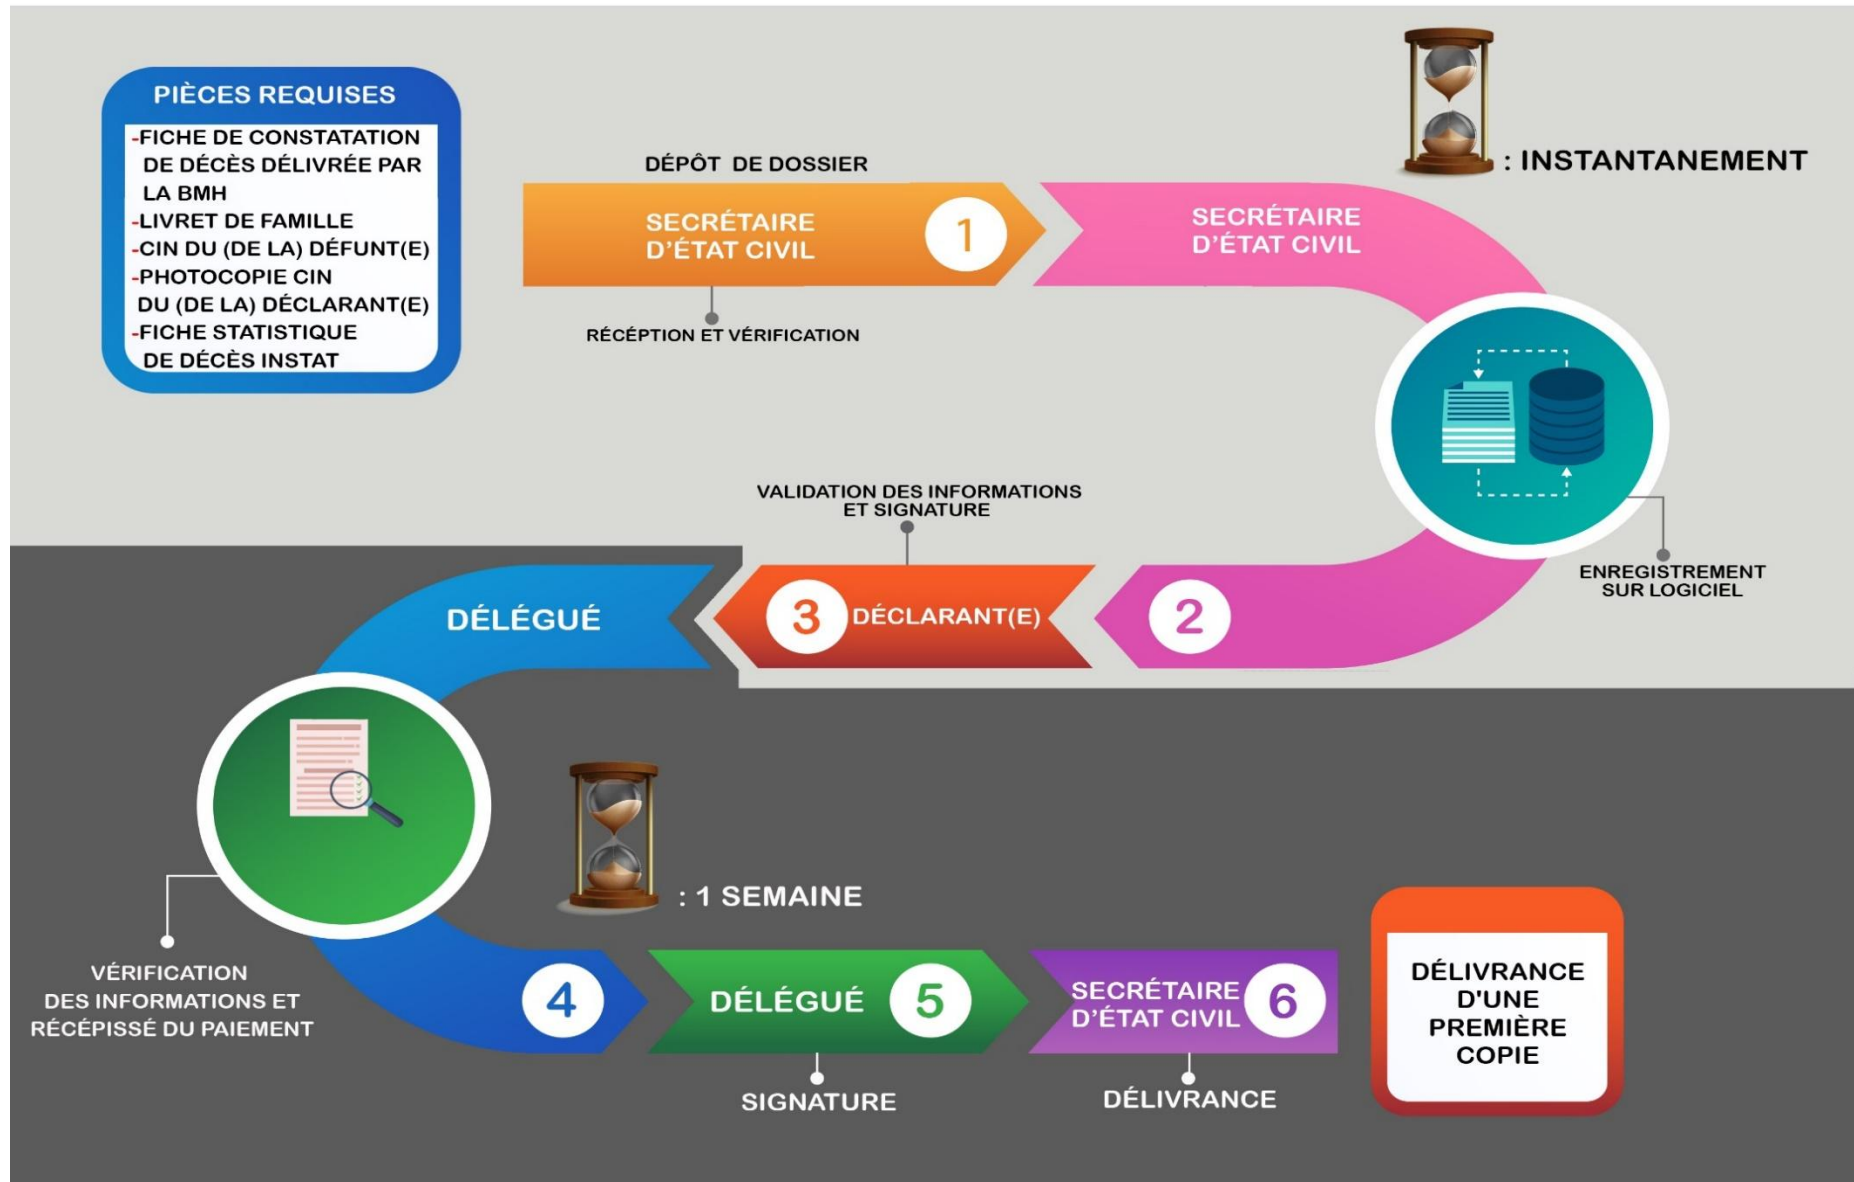 PIÈCES REQUISES
-FICHE DE CONSTATATION
DE DÉCÈS DÉLIVRÉE PAR
LA BMH
-LIVRET DE FAMILLE
-CIN DU (DE LA) DÉFUNT(E)
-PHOTOCOPIE CIN
DU (DE LA) DÉCLARANT(E)
-FICHE STATISTIQUE
DE DÉCÈS INSTAT
: INSTANTANEMENT
DÉPÔT DE DOSSIER
SECRÉTAIRE
D'ÉTAT CIVIL
1
RÉCÉPTION ET VÉRIFICATION
SECRÉTAIRE
D'ÉTAT CIVIL
ENREGISTREMENT
SUR LOGICIEL
2
VALIDATION DES INFORMATIONS
ET SIGNATURE
3
DÉCLARANT(E)
DÉLÉGUÉ
VÉRIFICATION
DES INFORMATIONS ET
RÉCÉPISSÉ DU PAIEMENT
: 1 SEMAINE
4
DÉLÉGUÉ
5
SIGNATURE
SECRÉTAIRE
D'ÉTAT CIVIL
6
DÉLIVRANCE
DÉLIVRANCE
D'UNE
PREMIÈRE
COPIE